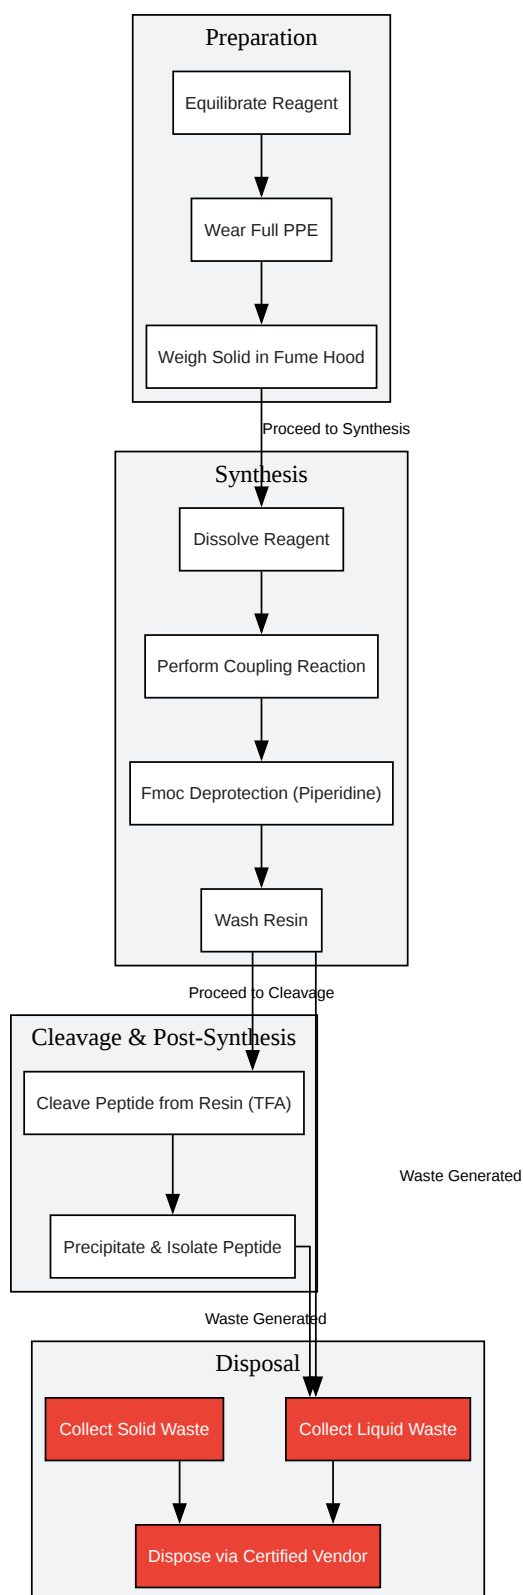 Preparation
Equilibrate Reagent
Wear Full PPE
Weigh Solid in Fume Hood
Proceed to Synthesis
Synthesis
Dissolve Reagent
Perform Coupling Reaction
Fmoc Deprotection (Piperidine)
Wash Resin
Proceed to Cleavage
Cleavage & Post-Synthesis
Cleave Peptide from Resin (TFA)
Waste Generated
Precipitate & Isolate Peptide
Waste Generated
Disposal
Collect Solid Waste
Collect Liquid Waste
Dispose via Certified Vendor